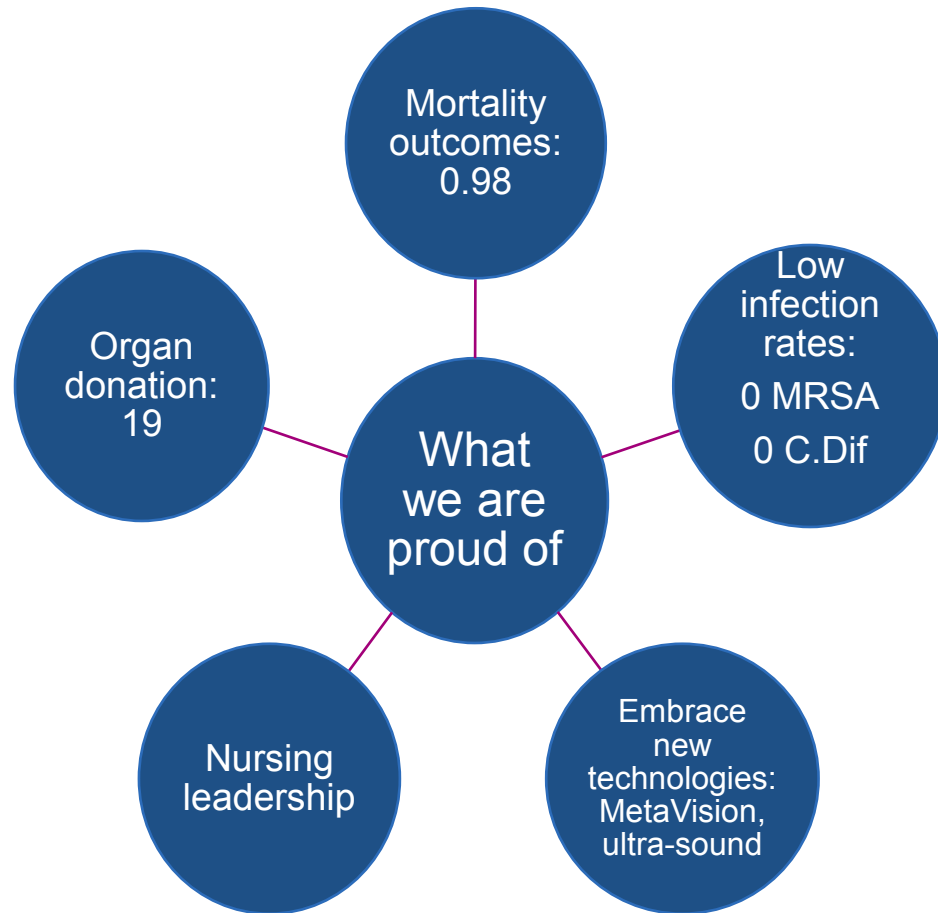 Mortality
outcomes:
0.98
Low
infection
rates:
0 MRSA
0 C.Dif
Organ
donation:
19
What
we are
proud of
Nursing
leadership
Embrace
new
technologies:
MetaVision,
ultra-sound